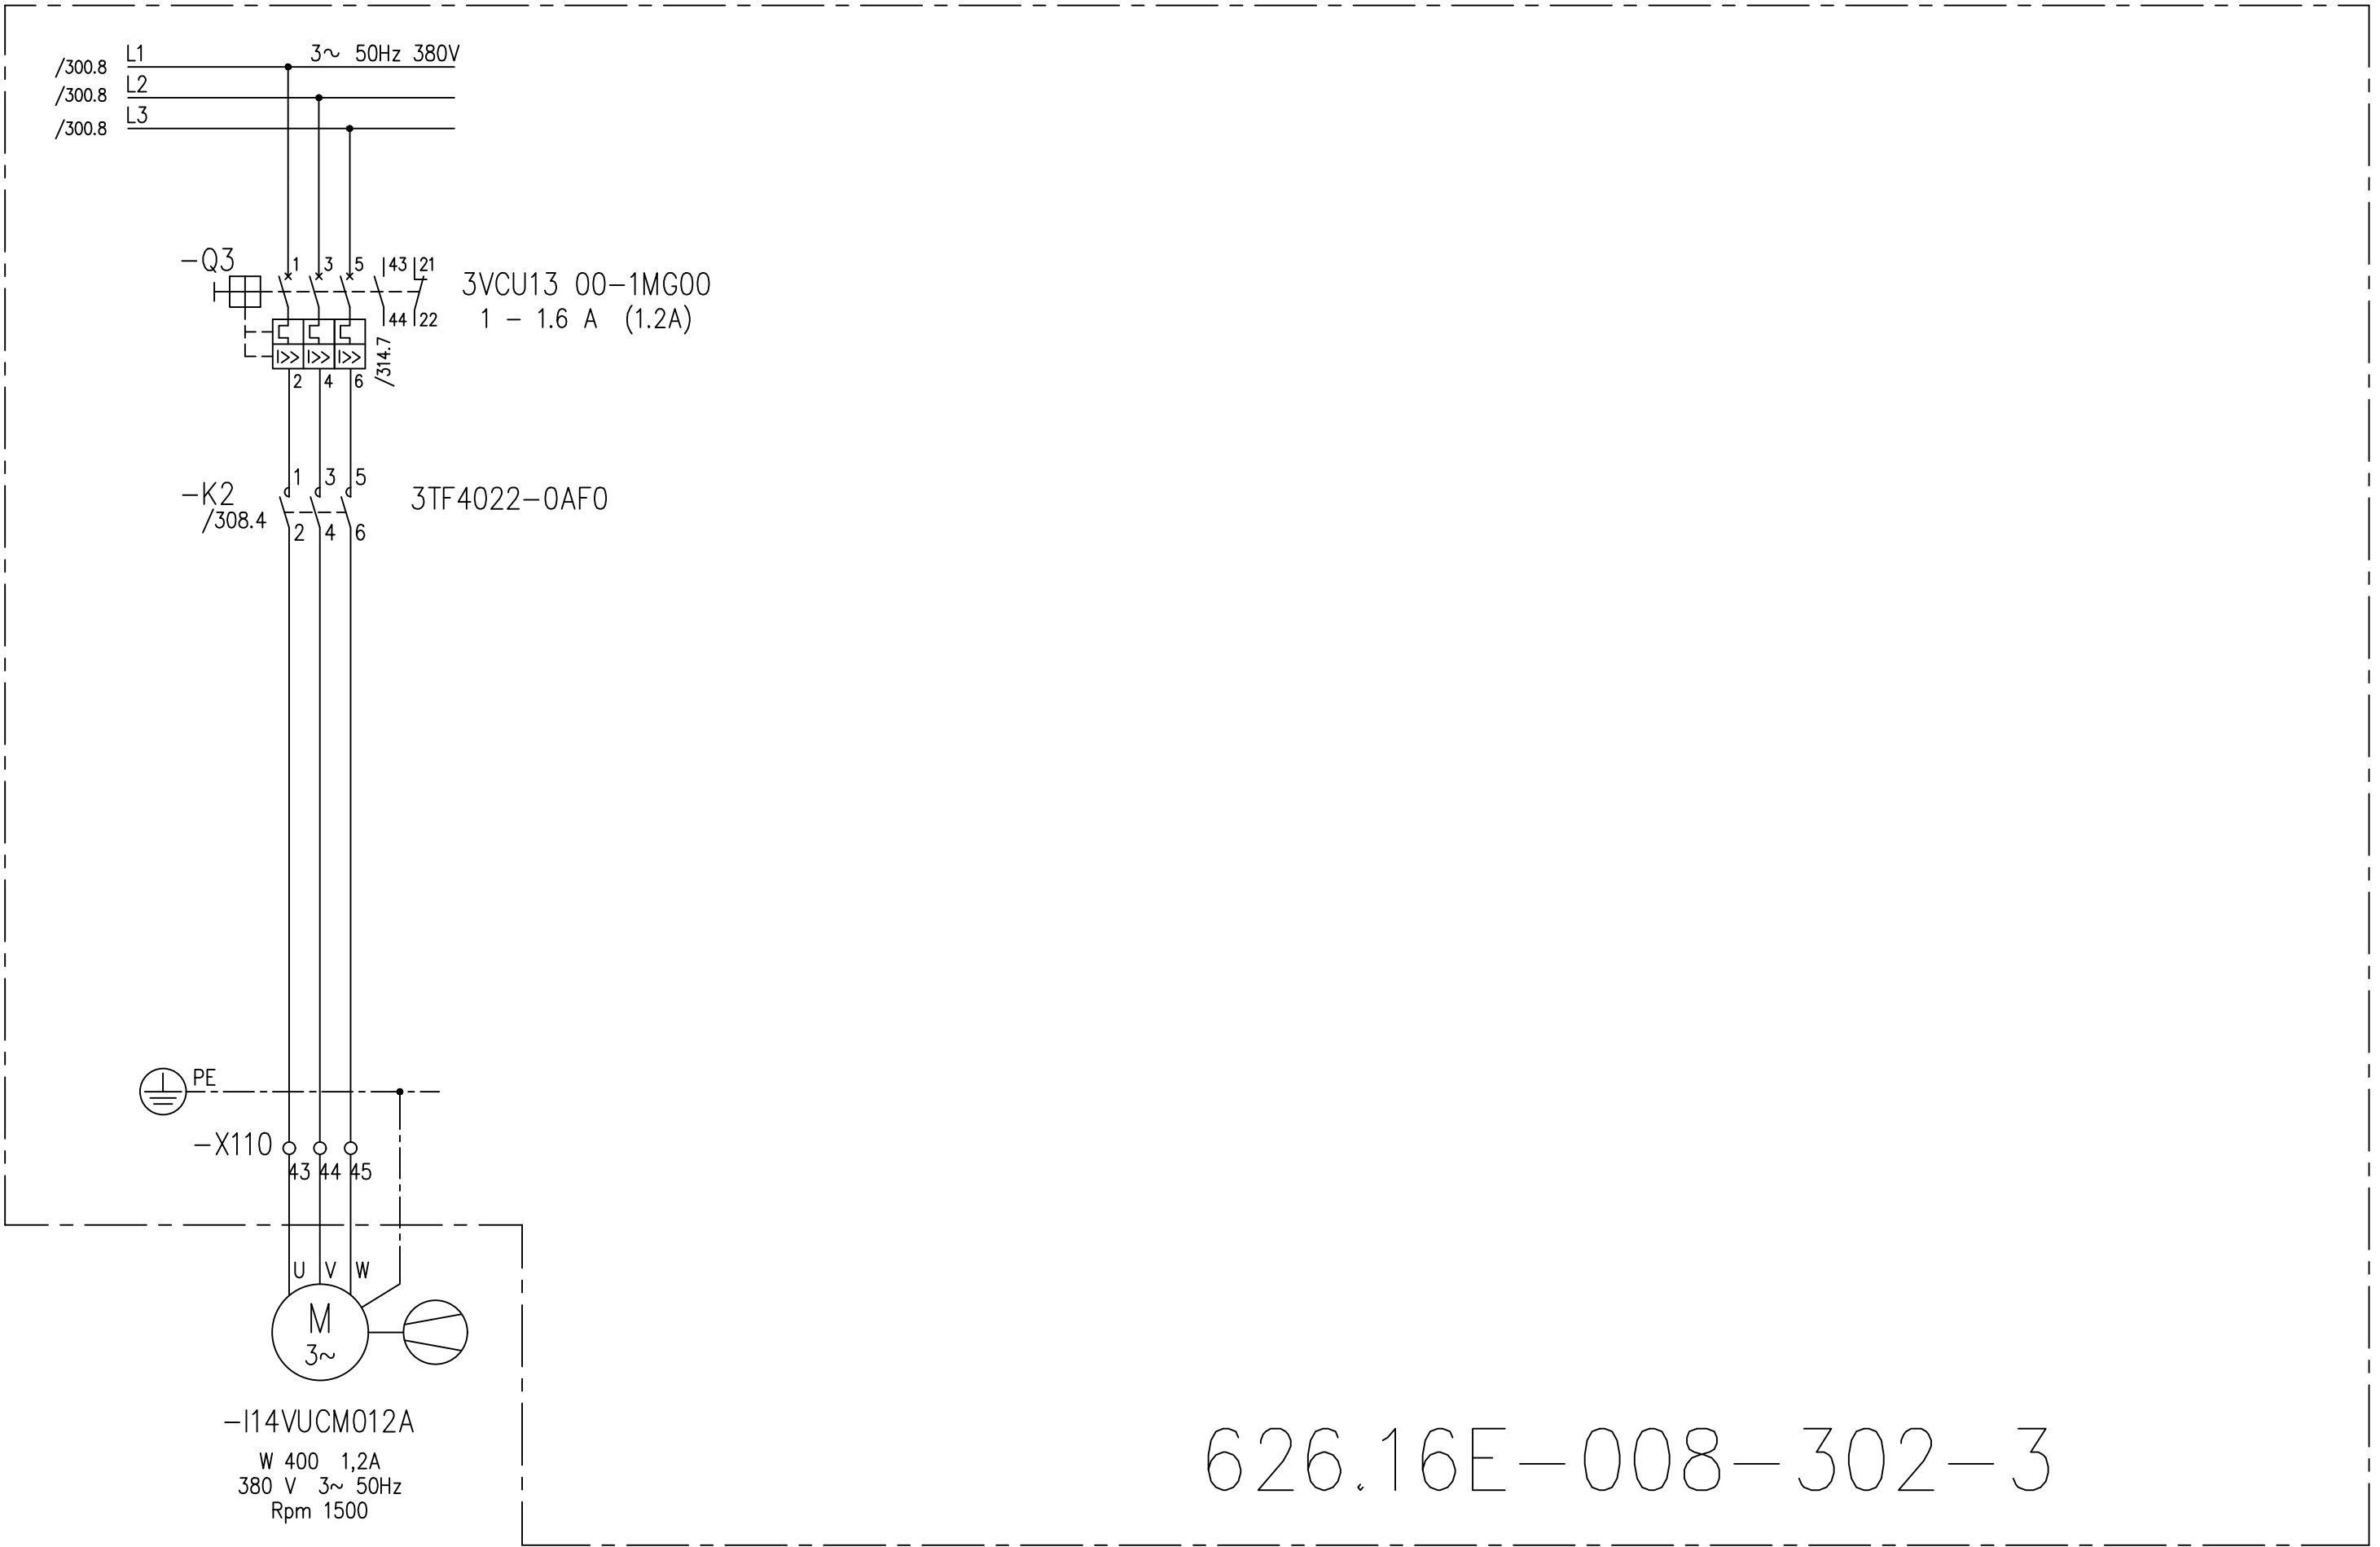 L1 3~ 50Hz 380V
/300.8
L2
/300.8
L3
/300.8
-Q3 1 3 5 43 21
3VCU13 00-1MG00
1 - 1.6 A (1.2A)
44 22
I>> I>> I>>
/314.7
2 4 6
1 3 5
-K2 3TF4022-0AF0
/308.4 2 4 6
PE
-X110
43 44 45
U V W
M
3~
-I14VUCM012A
W 400 1,2A
380 V 3~ 50Hz
Rpm 1500
626.16E-008-302-3